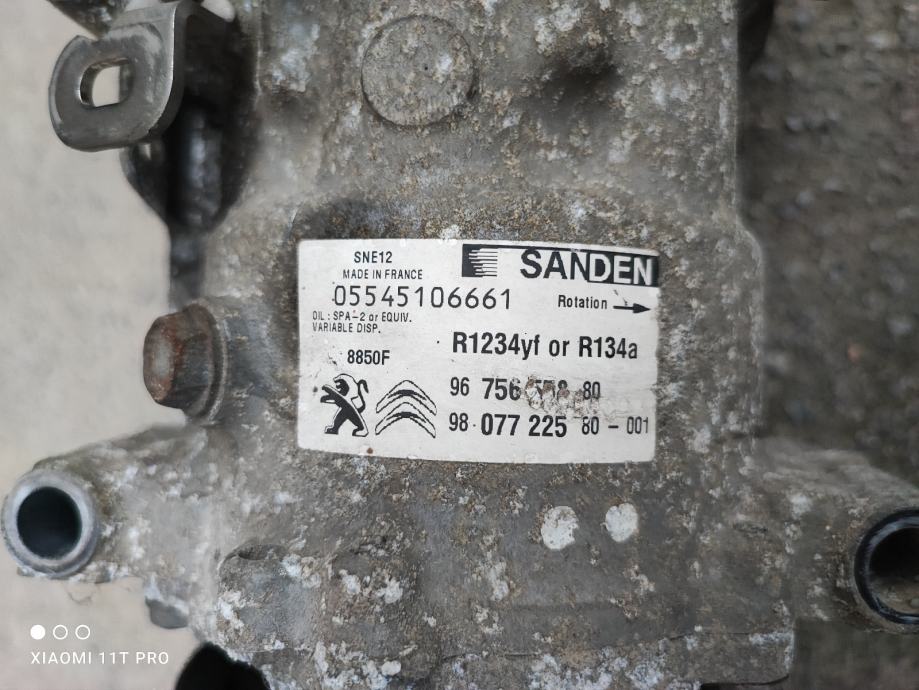 SNE12
MADE IN FRANCE
SANDEN
05545106661
Rotation
OIL : SPA-2 or EQUIV.
VARIABLE DISP.
R1234yf or R134a
8850F
96 80
98 077 225 80 - 001
XIAOMI 11T PRO